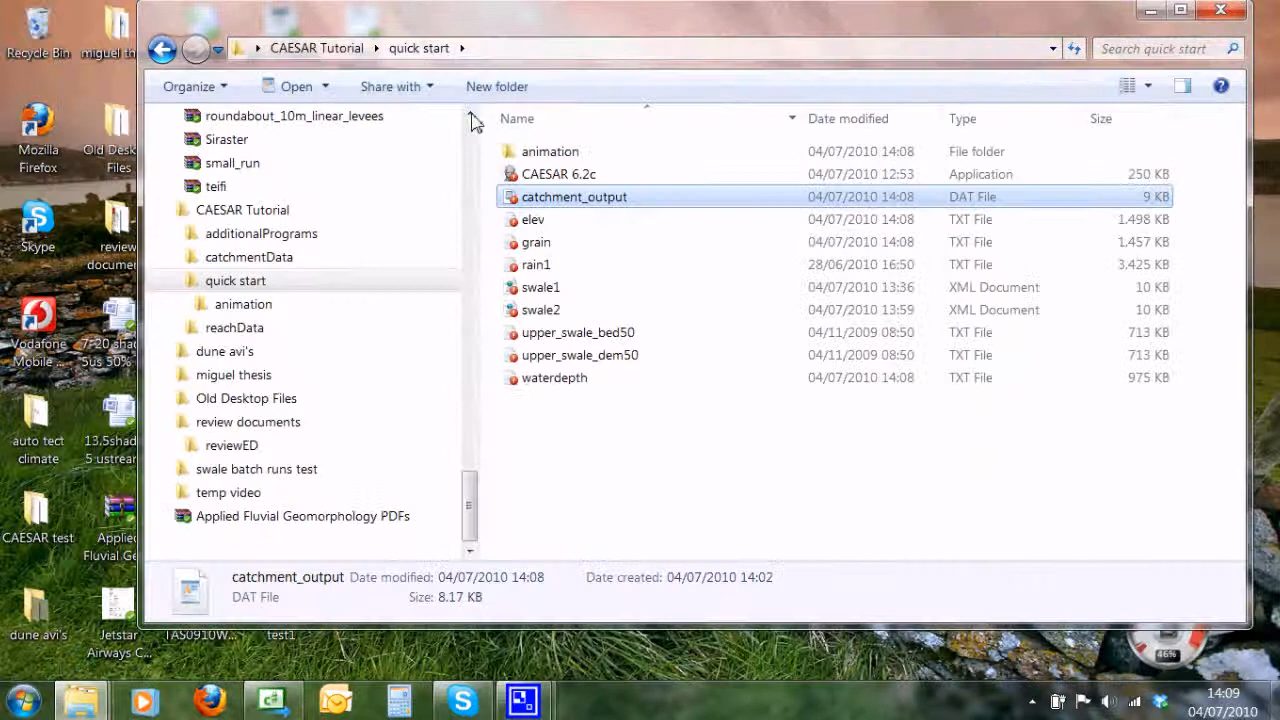 Recycle Bin
miguel th
CAESAR Tutorial
quick start
Search quick start
Organize
Open
Share with
New folder
Mozilla Firefox
Old Desk Files
Skype
review documen
Vodafone Mobile ...
7-20 shad 5us 50%
auto tect climate
13.5shad 5 ustream
CAESAR test
Applied Fluvial Ge
dune avi's
Jetstar Airways C...
TAS0910W...
test1
roundabout_10m_linear_levees
Siraster
small_run
teifi
CAESAR Tutorial
additionalPrograms
catchmentData
quick start
animation
reachData
dune avi's
miguel thesis
Old Desktop Files
review documents
reviewED
swale batch runs test
temp video
Applied Fluvial Geomorphology PDFs
Name Date modified Type Size
animation 04/07/2010 14:08 File folder
CAESAR 6.2c 04/07/2010 12:53 Application 250 KB
catchment_output 04/07/2010 14:08 DAT File 9 KB
elev 04/07/2010 14:08 TXT File 1,498 KB
grain 04/07/2010 14:08 TXT File 1,457 KB
rain1 28/06/2010 16:50 TXT File 3,425 KB
swale1 04/07/2010 13:36 XML Document 10 KB
swale2 04/07/2010 13:59 XML Document 10 KB
upper_swale_bed50 04/11/2009 08:50 TXT File 713 KB
upper_swale_dem50 04/11/2009 08:50 TXT File 713 KB
waterdepth 04/07/2010 14:08 TXT File 975 KB
catchment_output Date modified: 04/07/2010 14:08 Date created: 04/07/2010 14:02
DAT File Size: 8.17 KB
46%
14:09
04/07/2010